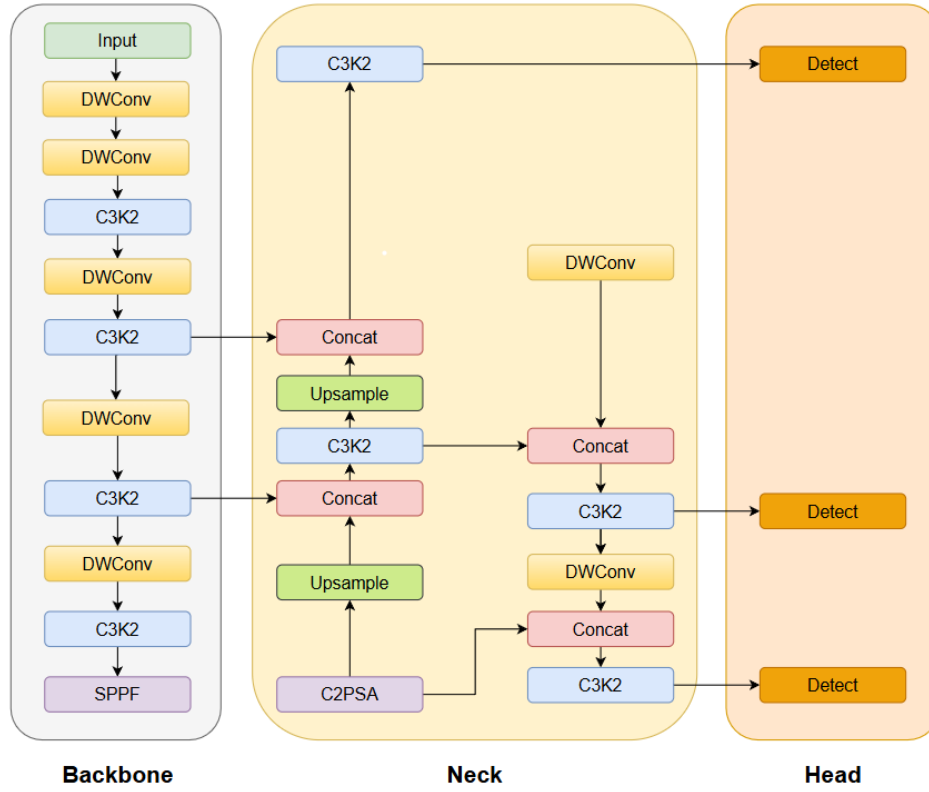 Input
DWConv
DWConv
C3K2
DWConv
C3K2
DWConv
C3K2
DWConv
C3K2
SPPF
Backbone
C3K2
Concat
Upsample
C3K2
Concat
Upsample
C2PSA
DWConv
Concat
C3K2
DWConv
Concat
C3K2
Neck
Detect
Detect
Detect
Head